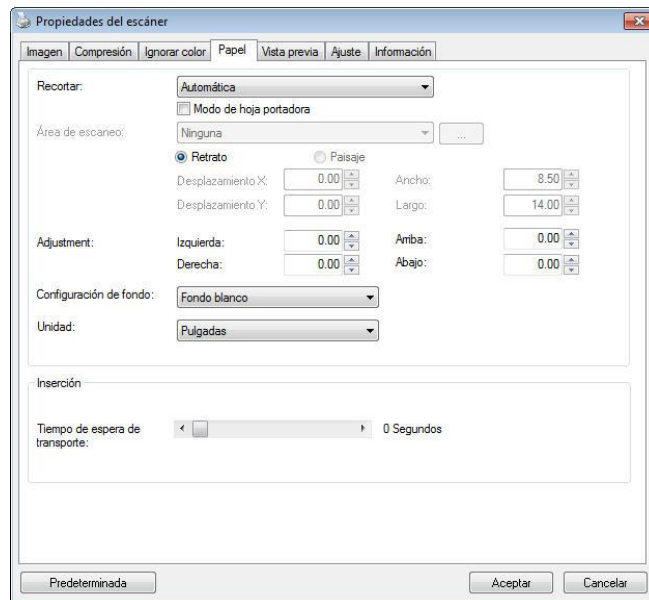 Propiedades del escáner
Imagen Compresión Ignorar color Papel Vista previa Ajuste Información
Recortar: Automática
Modo de hoja portadora
Área de escaneo: Ninguna ...
Retrato Paisaje
Desplazamiento X: 0.00 Ancho: 8.50
Desplazamiento Y: 0.00 Largo: 14.00
Adjustment: Izquierda: 0.00 Arriba: 0.00
Derecha: 0.00 Abajo: 0.00
Configuración de fondo: Fondo blanco
Unidad: Pulgadas
Inserción
Tiempo de espera de
transporte: 0 Segundos
Predeterminada Aceptar Cancelar